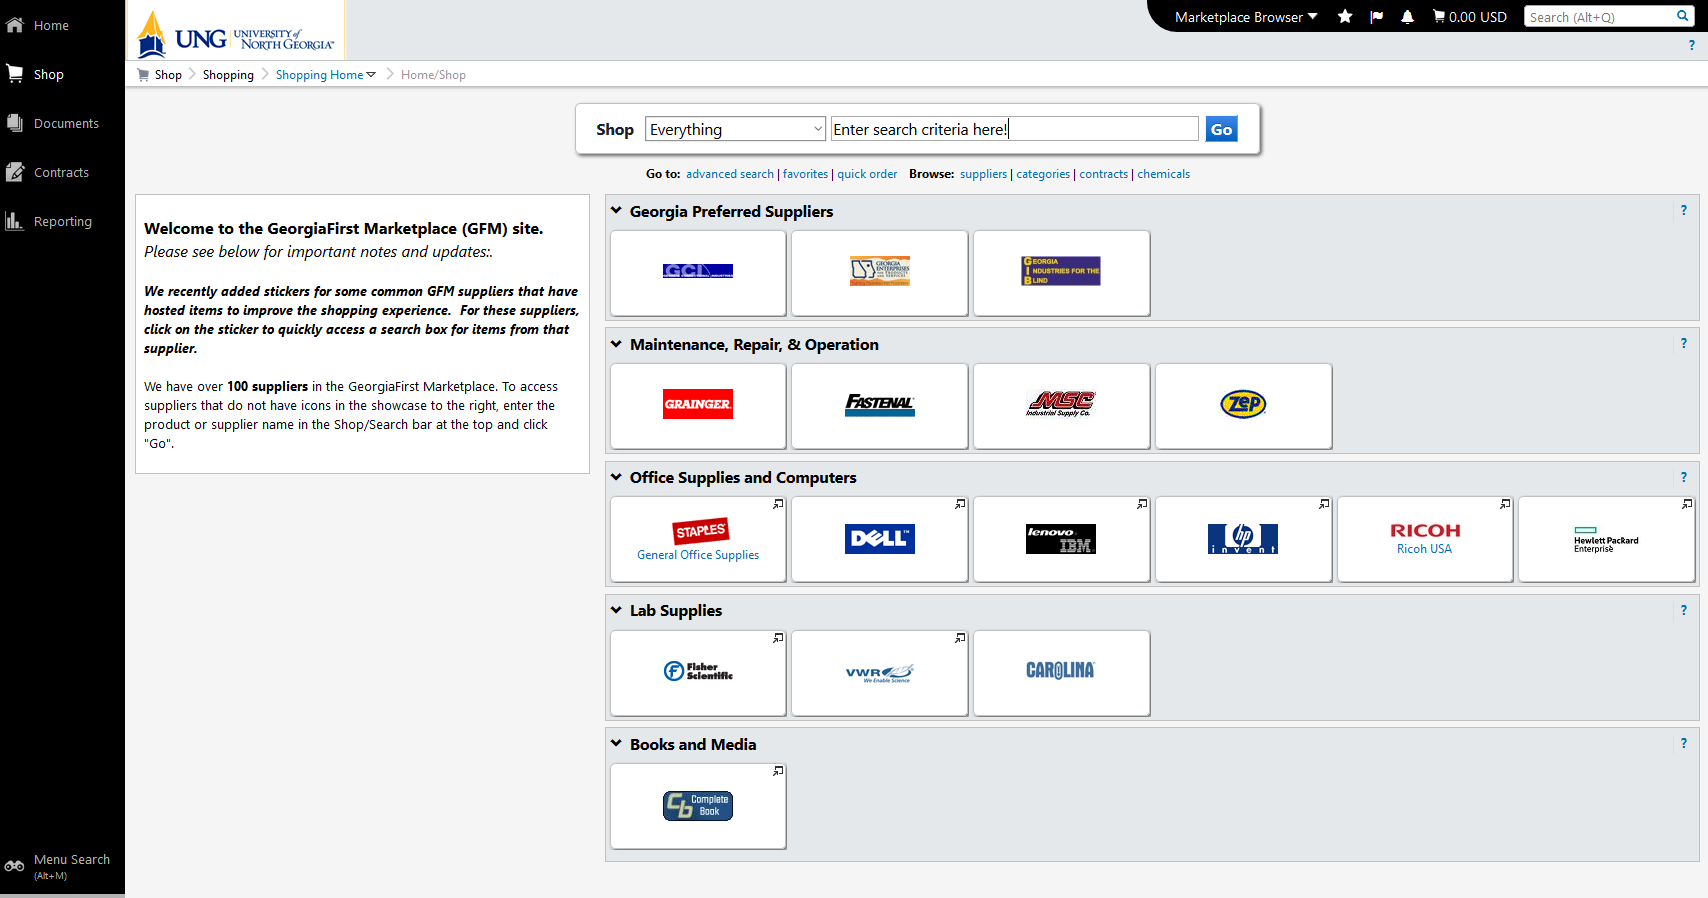 Home
Shop
Documents
Contracts
Reporting
Menu Search
(Alt+M)
UNG UNIVERSITY of
NORTH GEORGIA™
Marketplace Browser
0.00 USD
Search (Alt+Q)
?
Shop
Shopping
Shopping Home
Home/Shop
Shop
Everything
Enter search criteria here!
Go
Go to: advanced search | favorites | quick order Browse: suppliers | categories | contracts | chemicals
Welcome to the GeorgiaFirst Marketplace (GFM) site.
Please see below for important notes and updates:.
We recently added stickers for some common GFM suppliers that have
hosted items to improve the shopping experience. For these suppliers,
click on the sticker to quickly access a search box for items from that
supplier.
We have over 100 suppliers in the GeorgiaFirst Marketplace. To access
suppliers that do not have icons in the showcase to the right, enter the
product or supplier name in the Shop/Search bar at the top and click
"Go".
Georgia Preferred Suppliers
?
GCI
GEORGIA
ENTERPRISES
GEORGIA
INDUSTRIES FOR THE
BLIND
Maintenance, Repair, & Operation
?
GRAINGER
FASTENAL
MSC
Industrial Supply Co.
ZEP
Office Supplies and Computers
?
STAPLES
General Office Supplies
DELL™
lenovo
IBM
hp
invent
RICOH
Ricoh USA
Hewlett Packard
Enterprise
Lab Supplies
?
Fisher
Scientific
VWR
We Enable Science
CAROLINA
Books and Media
?
Cb Complete
Book